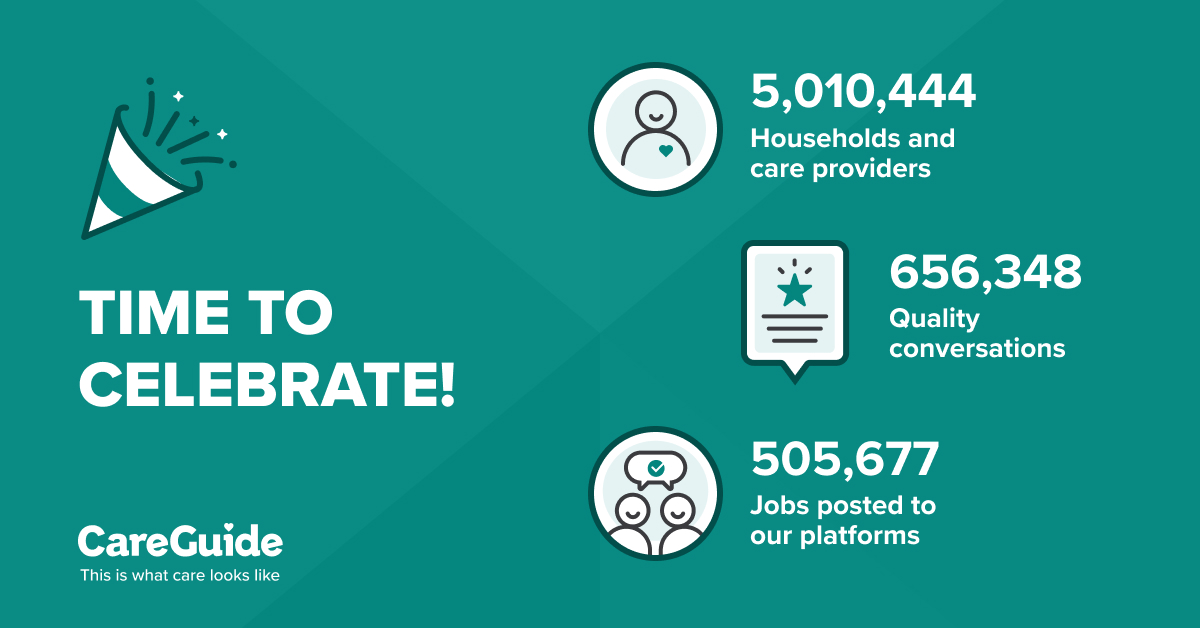 TIME TO
CELEBRATE!
CareGuide
This is what care looks like
5,010,444
Households and
care providers
656,348
Quality
conversations
505,677
Jobs posted to
our platforms